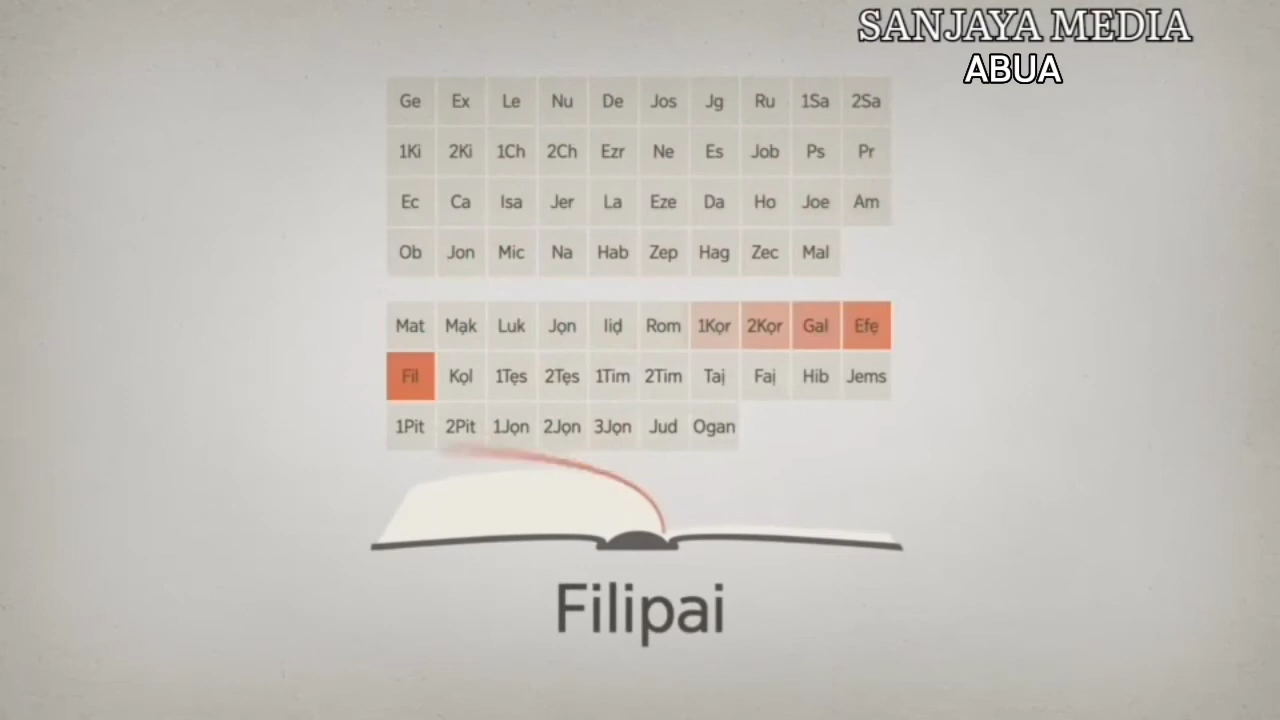 SANJAYA MEDIA
ABUA
Ge Ex Le Nu De Jos Jg Ru 1Sa 2Sa
1Ki 2Ki 1Ch 2Ch Ezr Ne Es Job Ps Pr
Ec Ca Isa Jer La Eze Da Ho Joe Am
Ob Jon Mic Na Hab Zep Hag Zec Mal
Mat Mạk Luk Jọn Iịḍ Rom 1Kọr 2Kọr Gal Efẹ
Fil Kọl 1Tẹs 2Tẹs 1Tim 2Tim Taị Faị Hib Jems
1Pit 2Pit 1Jọn 2Jọn 3Jọn Jud Ogan
Filipai